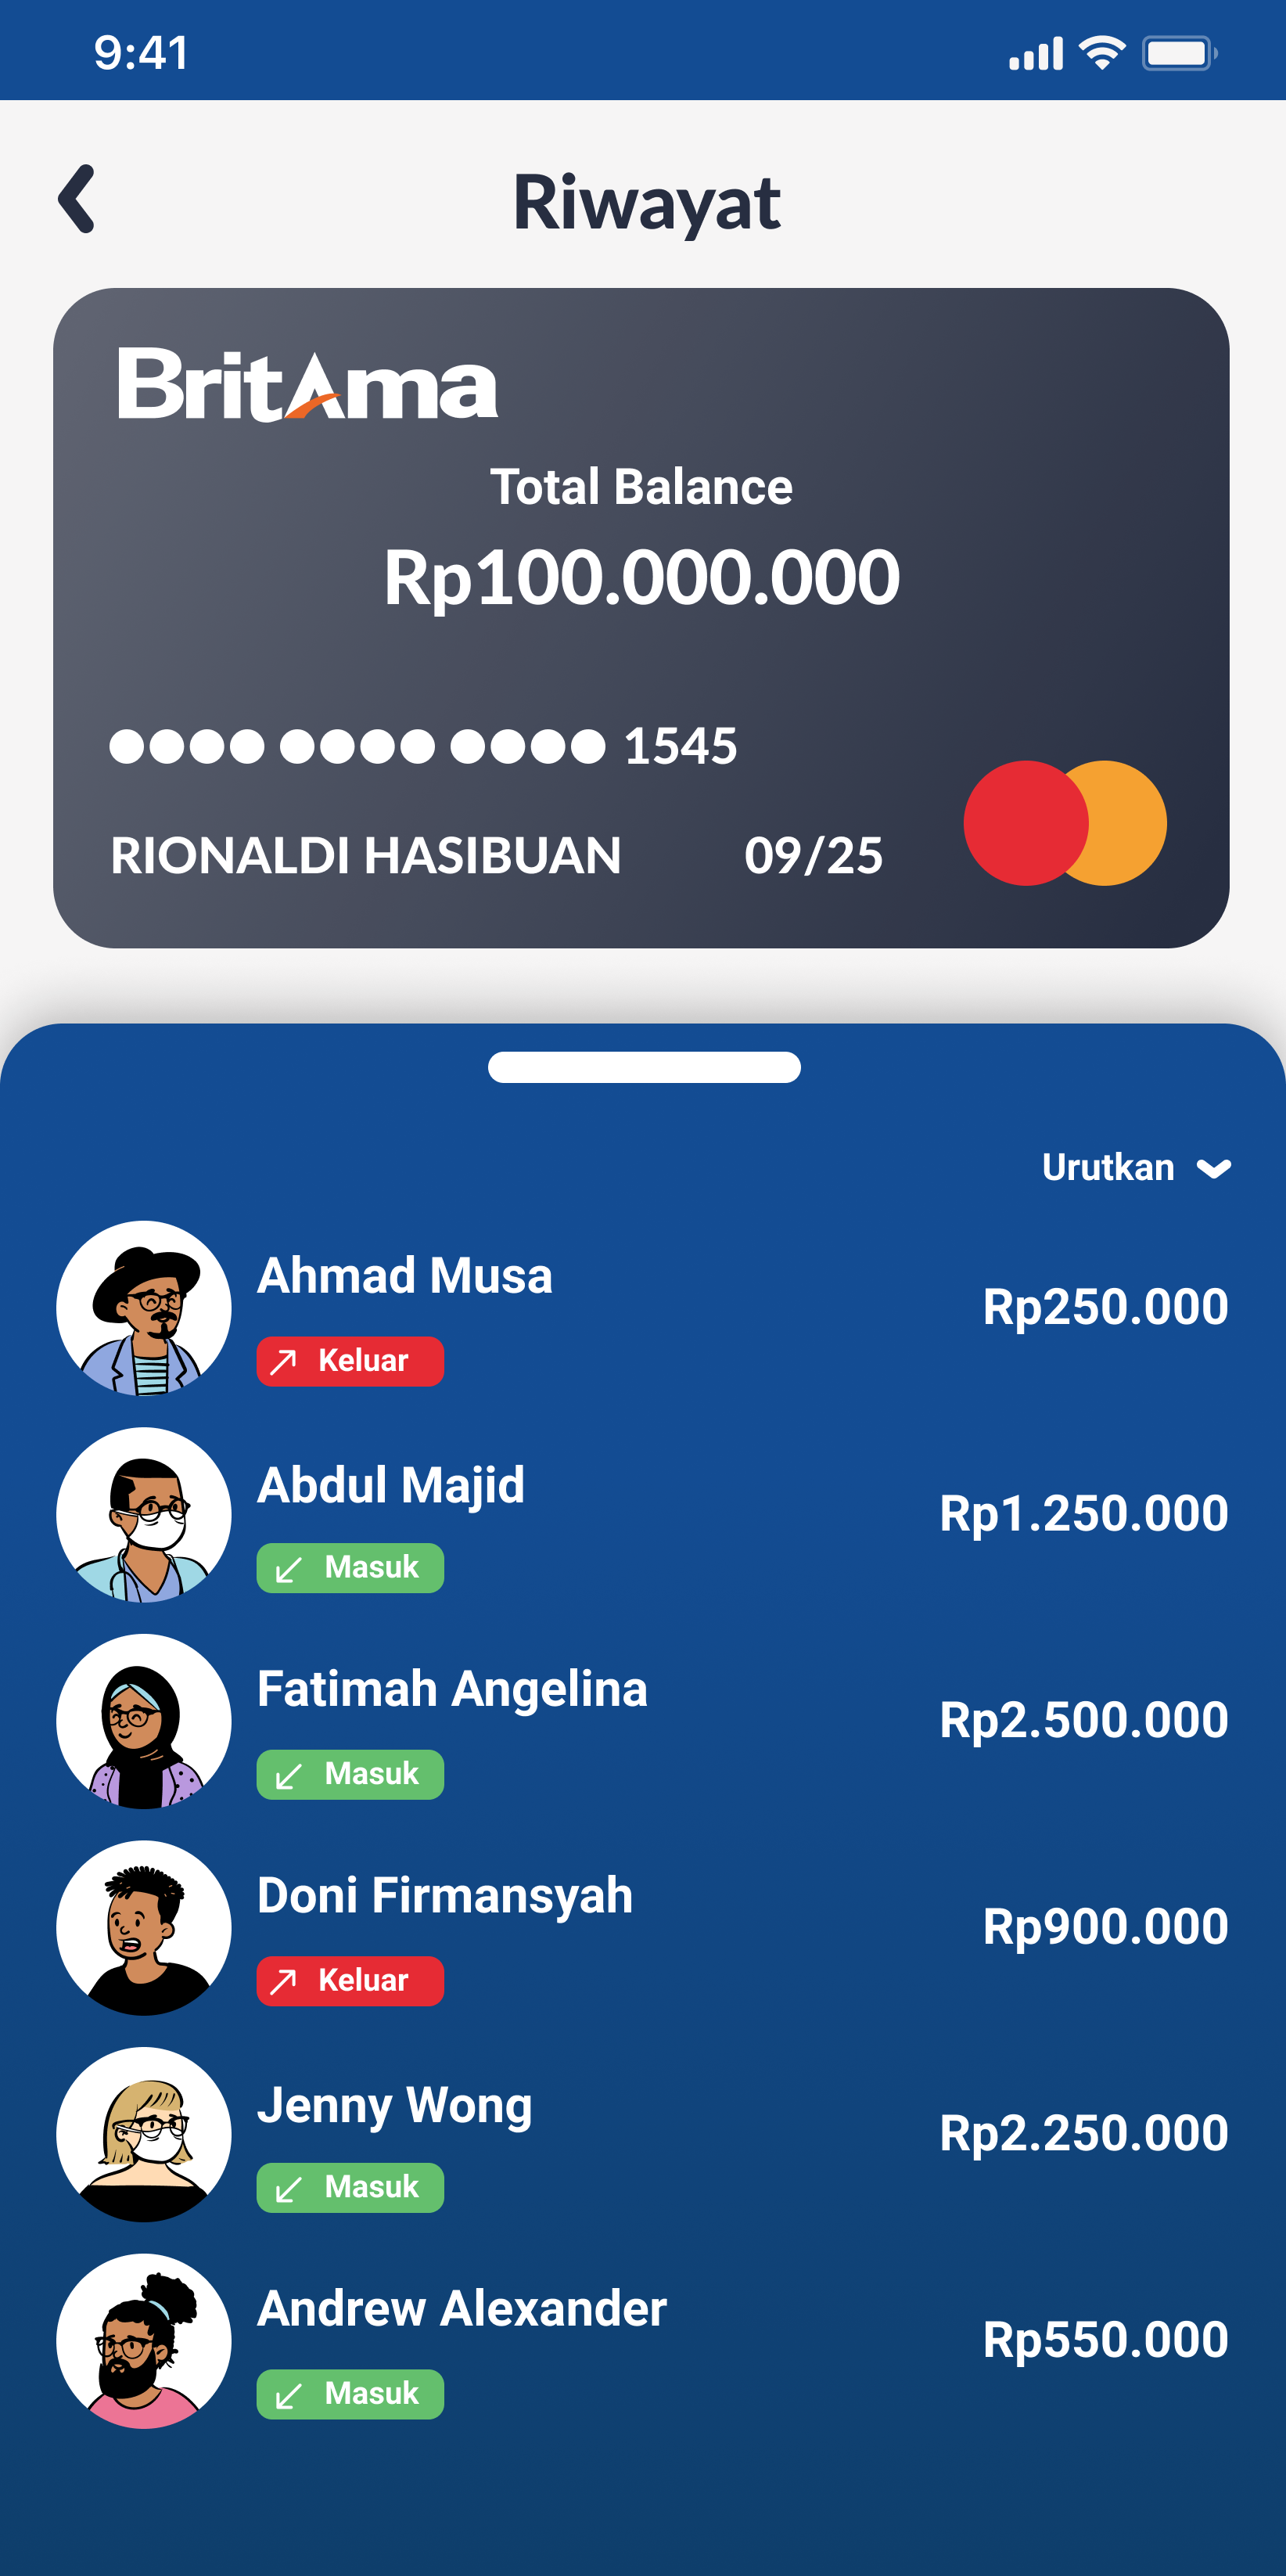 9:41
Riwayat
BritAma
Total Balance
Rp100.000.000
●●●● ●●●● ●●●● 1545
RIONALDI HASIBUAN 09/25
Urutkan
Ahmad Musa
Rp250.000
Keluar
Abdul Majid
Rp1.250.000
Masuk
Fatimah Angelina
Rp2.500.000
Masuk
Doni Firmansyah
Rp900.000
Keluar
Jenny Wong
Rp2.250.000
Masuk
Andrew Alexander
Rp550.000
Masuk